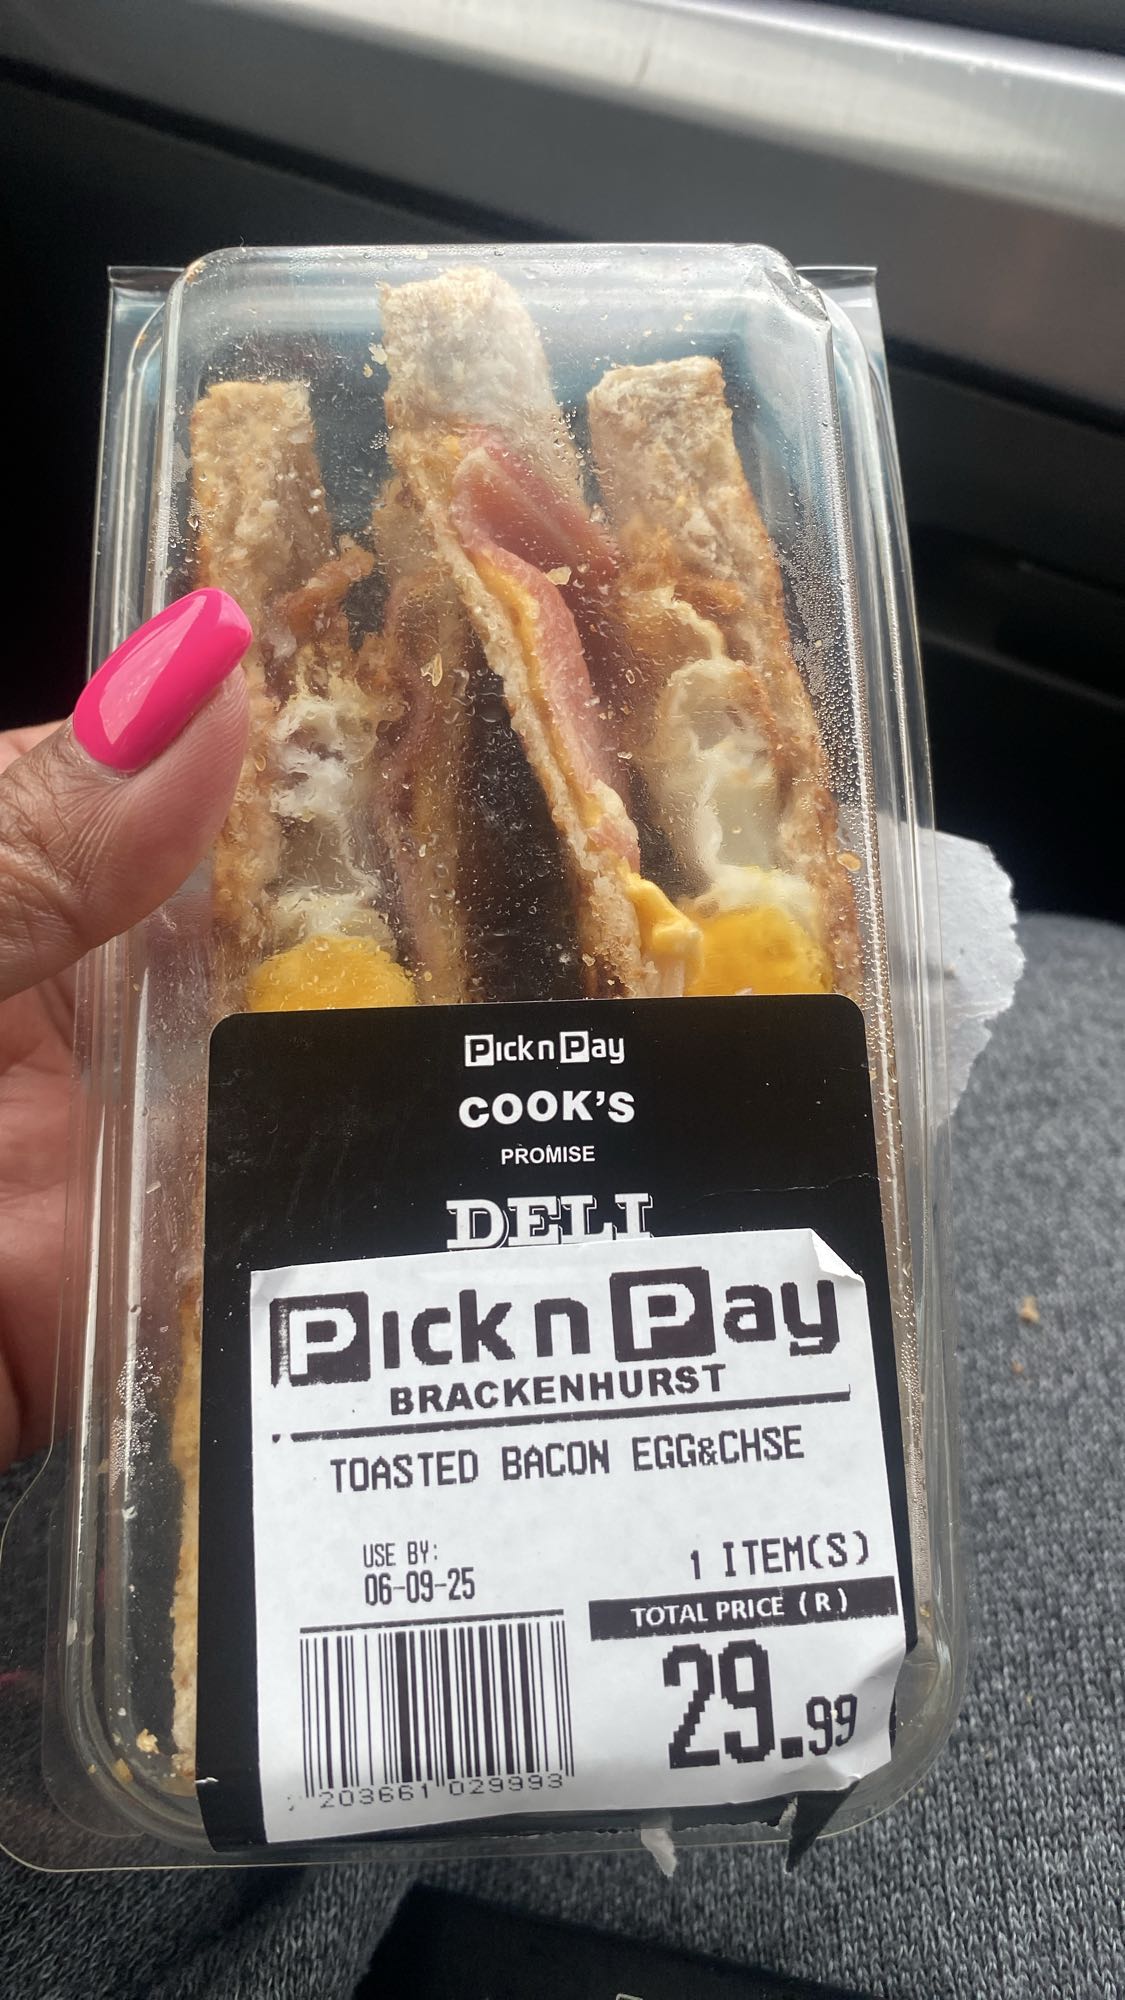 Pick n Pay
COOK'S
PROMISE
DELI
Pick n Pay
BRACKENHURST
TOASTED BACON EGG&CHSE
USE BY:
06-09-25
1 ITEM(S)
TOTAL PRICE (R)
29.99
203661 029993